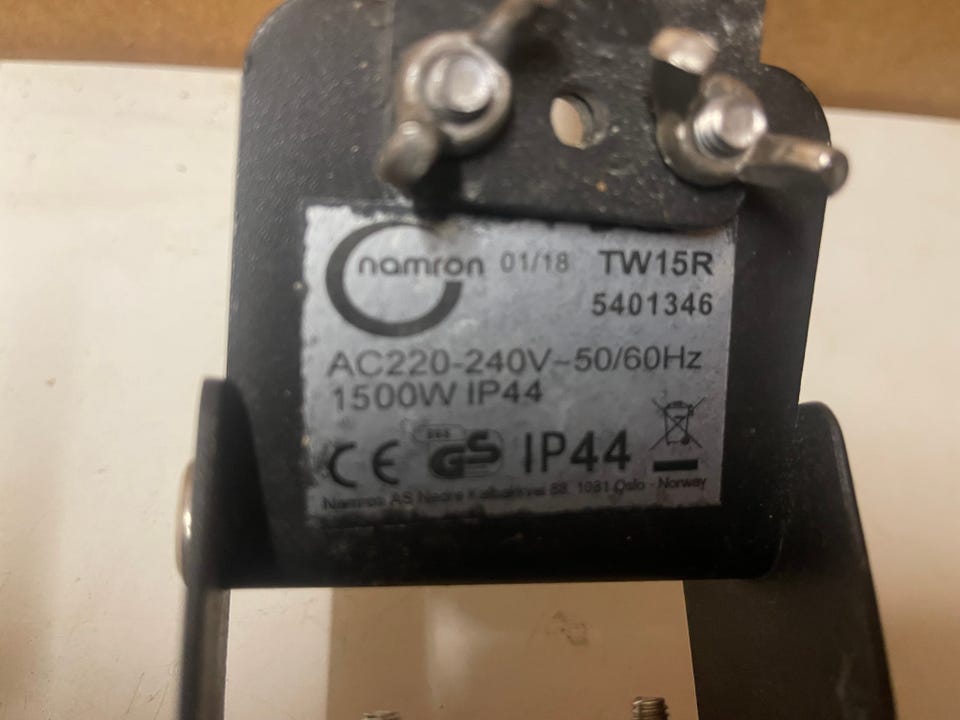 namron 01/18 TW15R
5401346
AC220-240V~50/60Hz
1500W IP44
CE GS IP44
Namron AS Nedre Kalbakkvei 88, 1081 Oslo - Norway